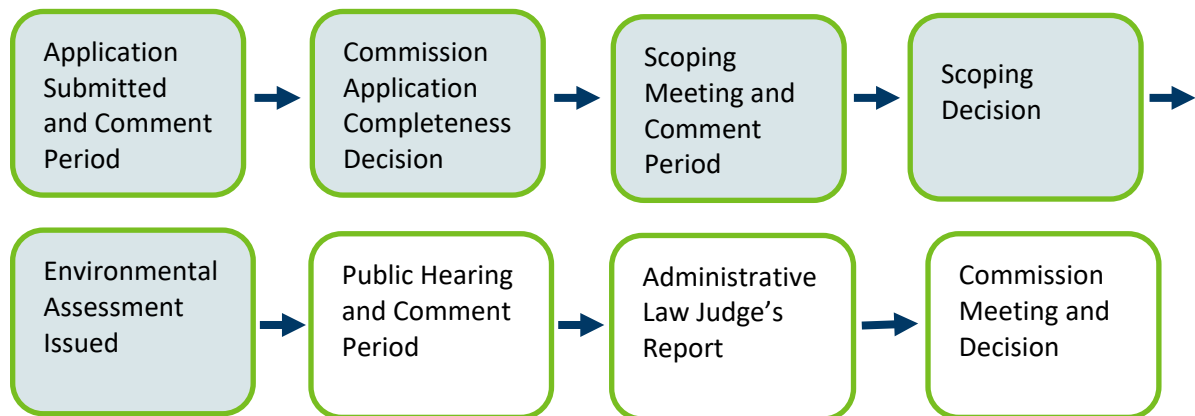 Application
Submitted
and Comment
Period
Commission
Application
Completeness
Decision
Scoping
Meeting and
Comment
Period
Scoping
Decision
Environmental
Assessment
Issued
Public Hearing
and Comment
Period
Administrative
Law Judge’s
Report
Commission
Meeting and
Decision